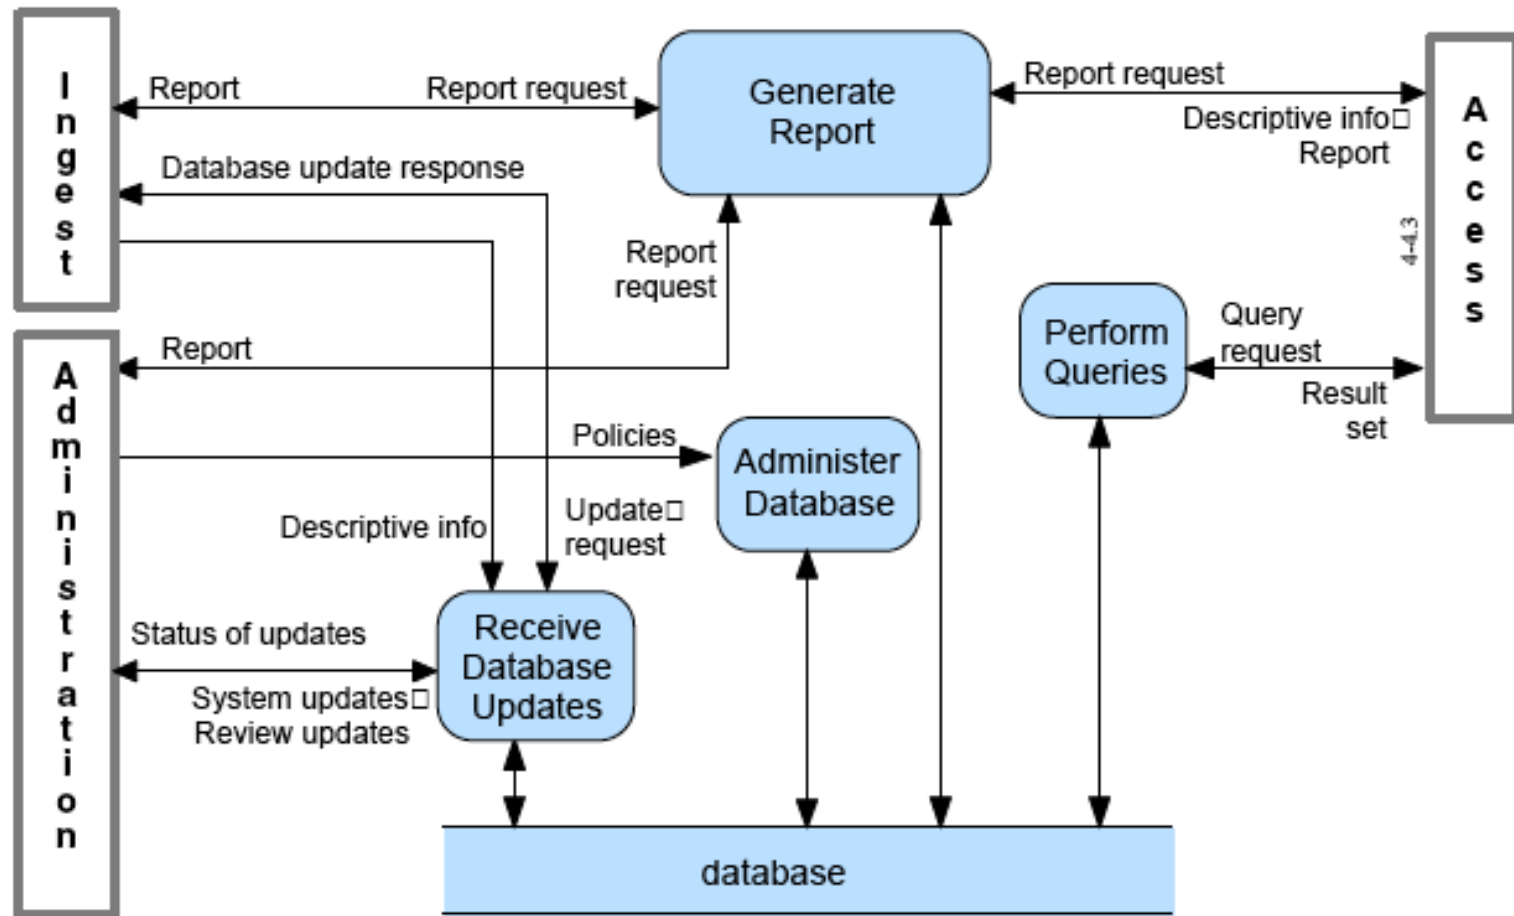 Ingest
Report
Report request
Generate
Report
Report request
Descriptive info□
Report
Access
Database update response
Report
request
4-4.3
Report
Perform
Queries
Query
request
Result
set
Administration
Policies
Administer
Database
Descriptive info
Update□
request
Receive
Database
Updates
Status of updates
System updates□
Review updates
database